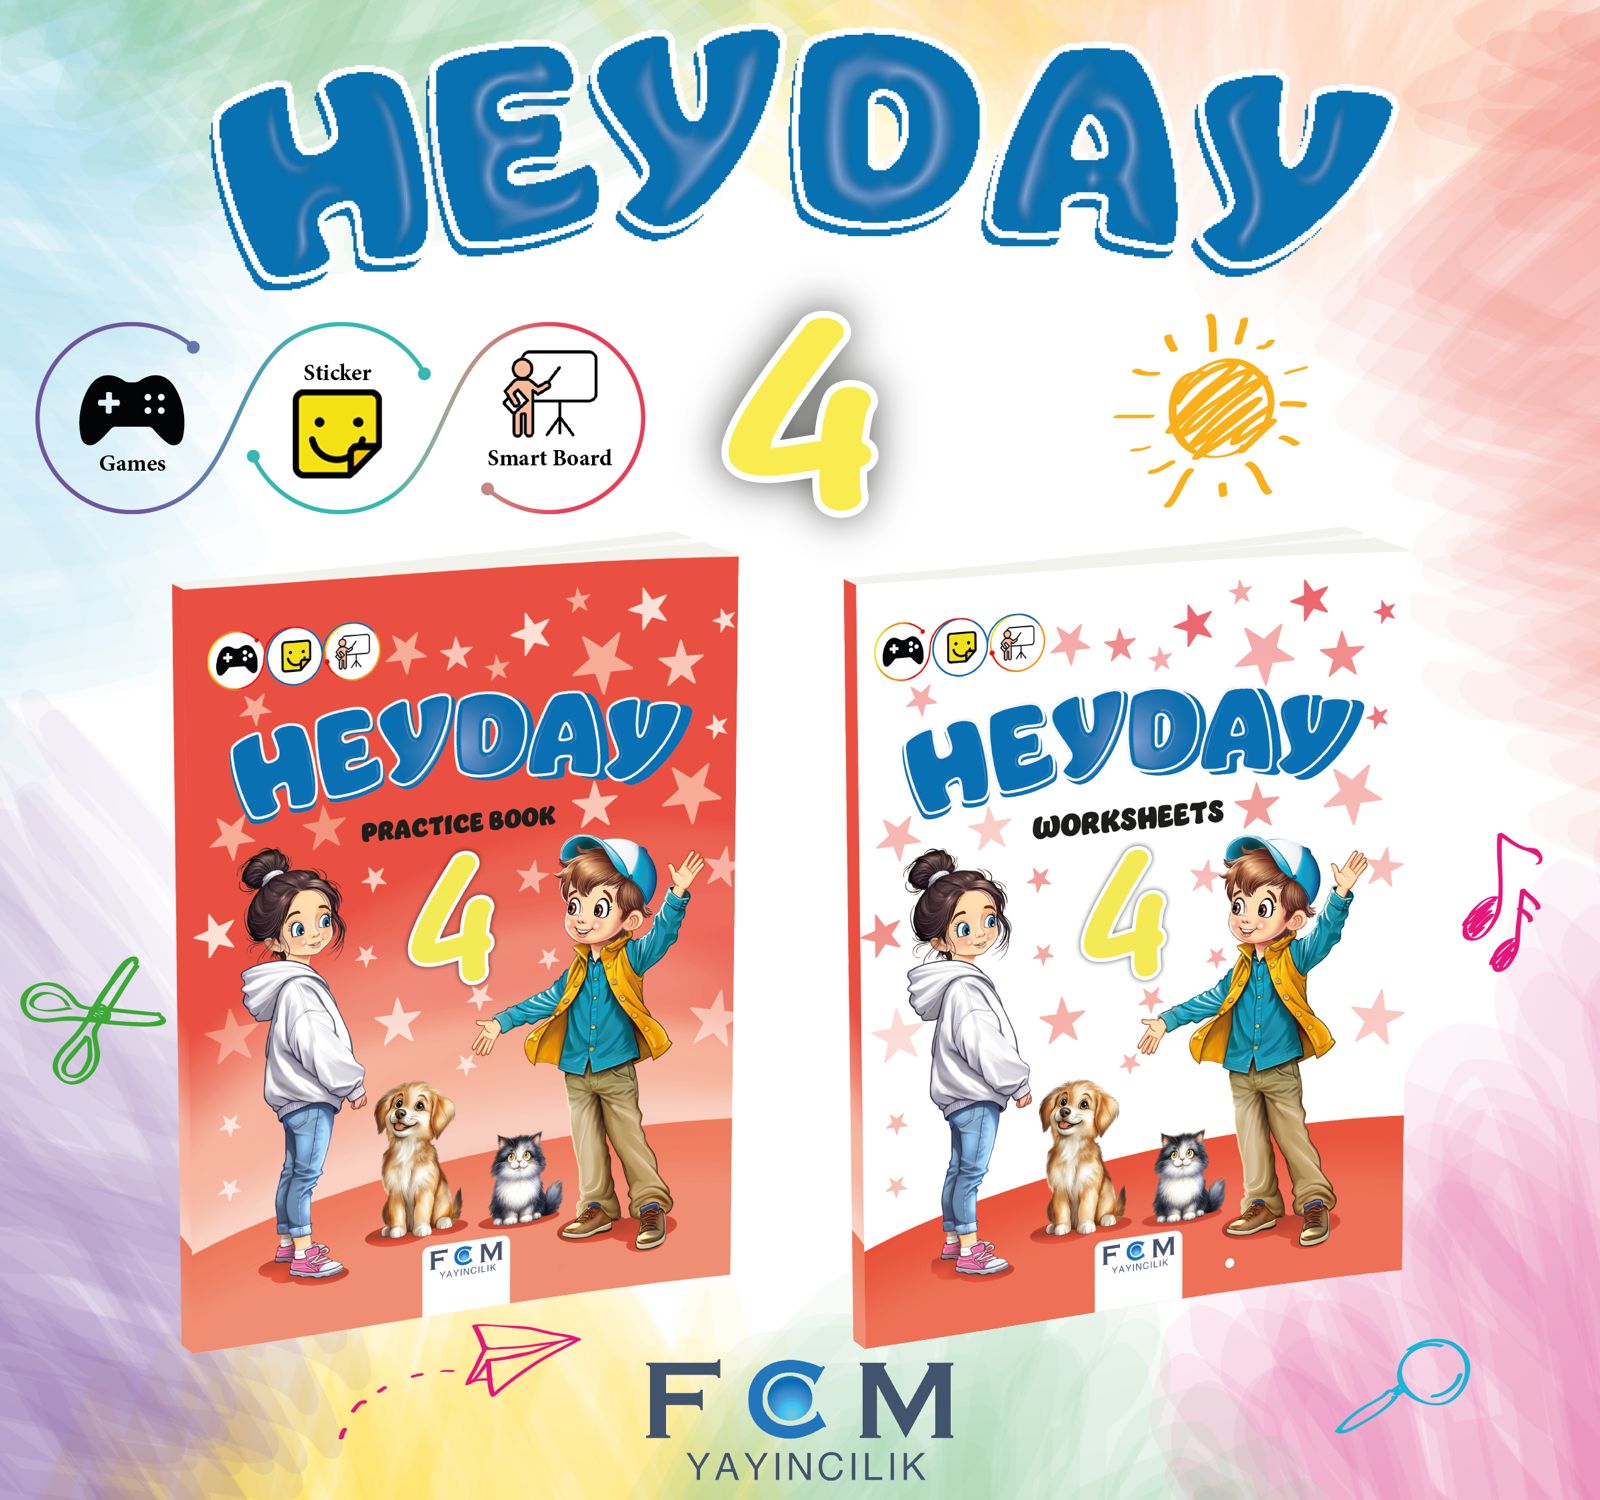 HEYDAY
4
Games
Sticker
Smart Board
HEYDAY
PRACTICE BOOK
4
FCM
YAYINCILIK
HEYDAY
WORKSHEETS
4
FCM
YAYINCILIK
FCM
YAYINCILIK